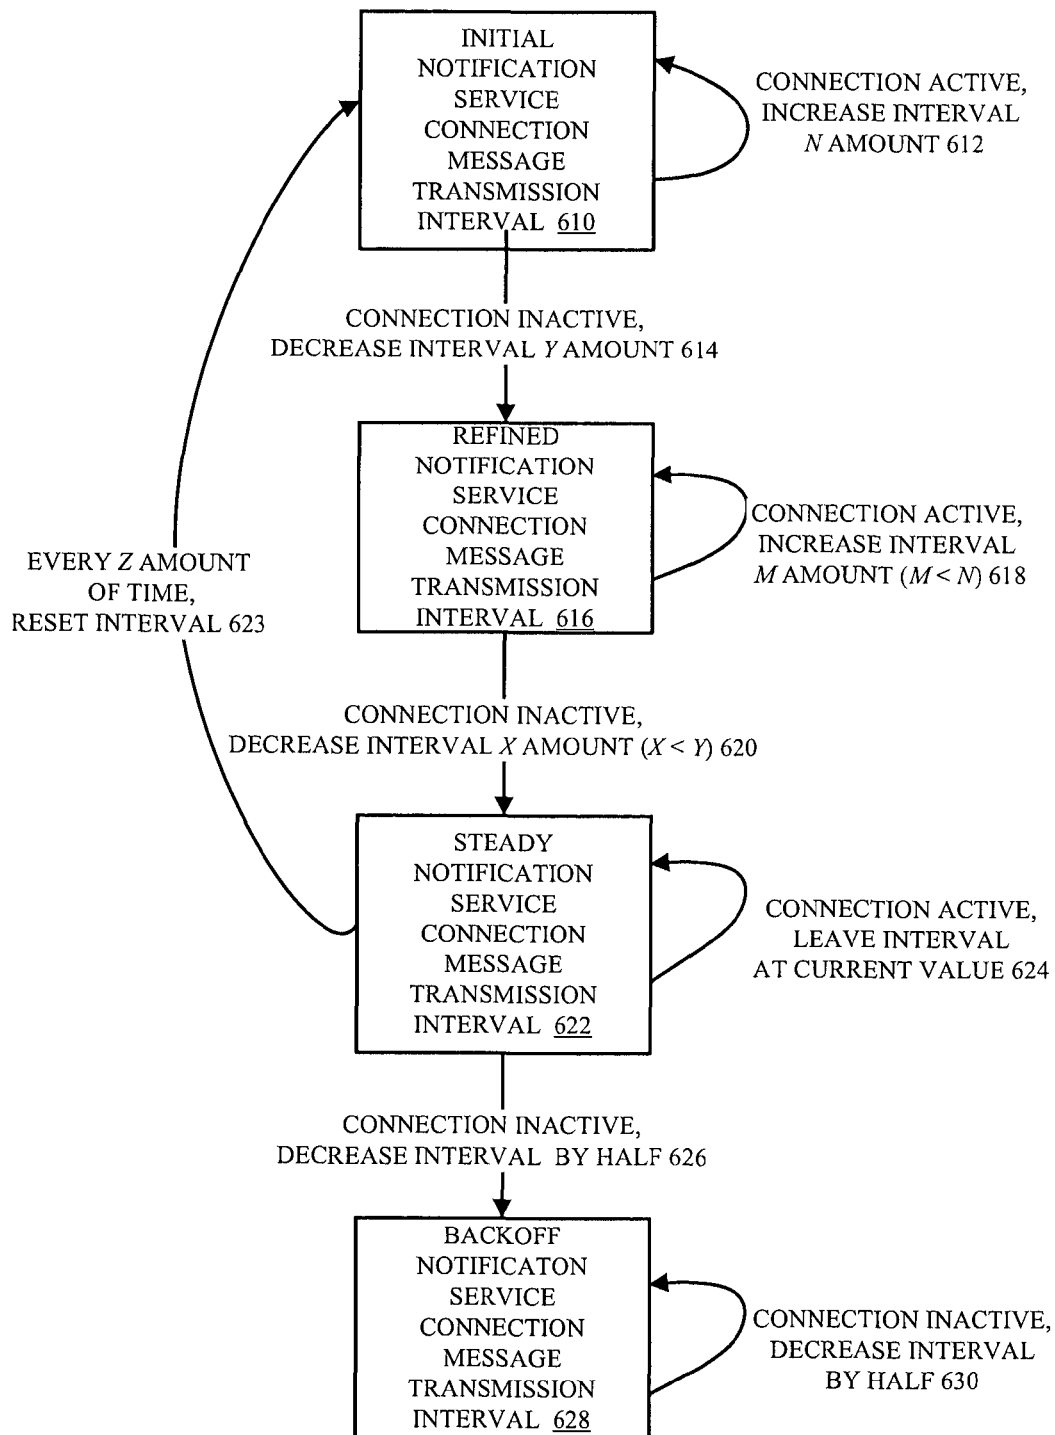 INITIAL
NOTIFICATION
SERVICE
CONNECTION
MESSAGE
TRANSMISSION
INTERVAL 610
CONNECTION ACTIVE,
INCREASE INTERVAL
N AMOUNT 612
CONNECTION INACTIVE,
DECREASE INTERVAL Y AMOUNT 614
REFINED
NOTIFICATION
SERVICE
CONNECTION
MESSAGE
TRANSMISSION
INTERVAL 616
CONNECTION ACTIVE,
INCREASE INTERVAL
M AMOUNT (M < N) 618
EVERY Z AMOUNT
OF TIME,
RESET INTERVAL 623
CONNECTION INACTIVE,
DECREASE INTERVAL X AMOUNT (X < Y) 620
STEADY
NOTIFICATION
SERVICE
CONNECTION
MESSAGE
TRANSMISSION
INTERVAL 622
CONNECTION ACTIVE,
LEAVE INTERVAL
AT CURRENT VALUE 624
CONNECTION INACTIVE,
DECREASE INTERVAL BY HALF 626
BACKOFF
NOTIFICATON
SERVICE
CONNECTION
MESSAGE
TRANSMISSION
INTERVAL 628
CONNECTION INACTIVE,
DECREASE INTERVAL
BY HALF 630